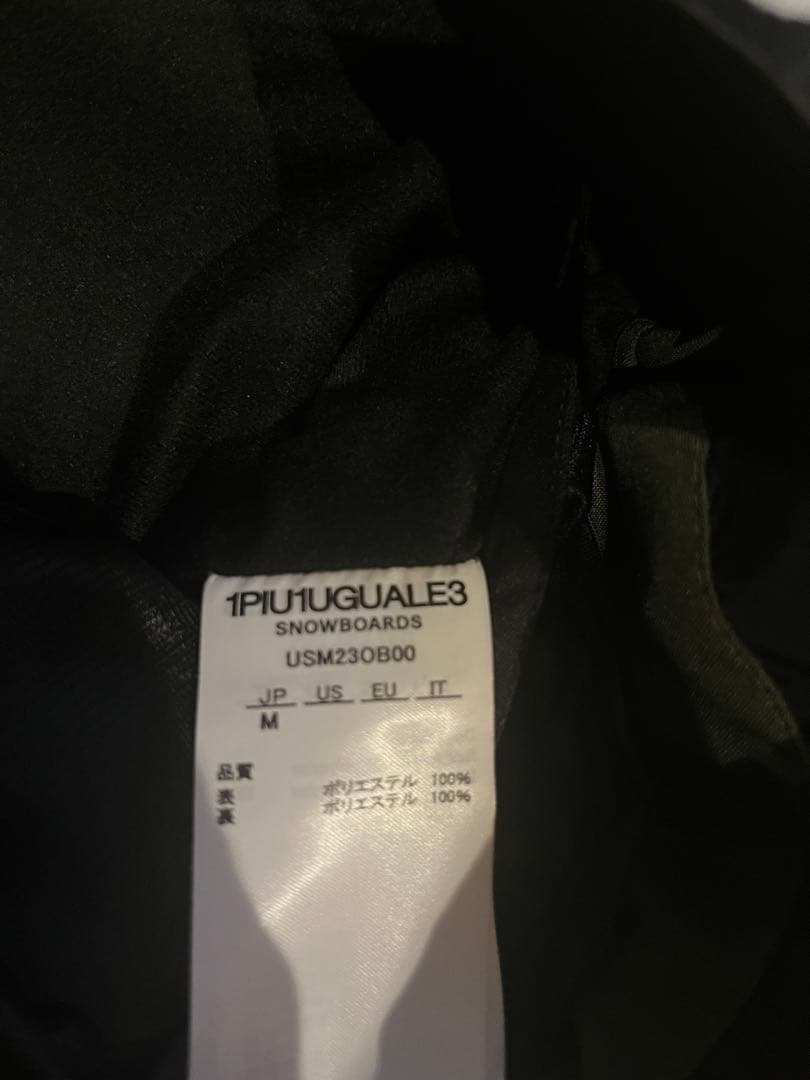 1PIU1UGUALE3
SNOWBOARDS
USM23OB00
JP US EU IT
M
品質
表 ポリエステル 100%
裏 ポリエステル 100%